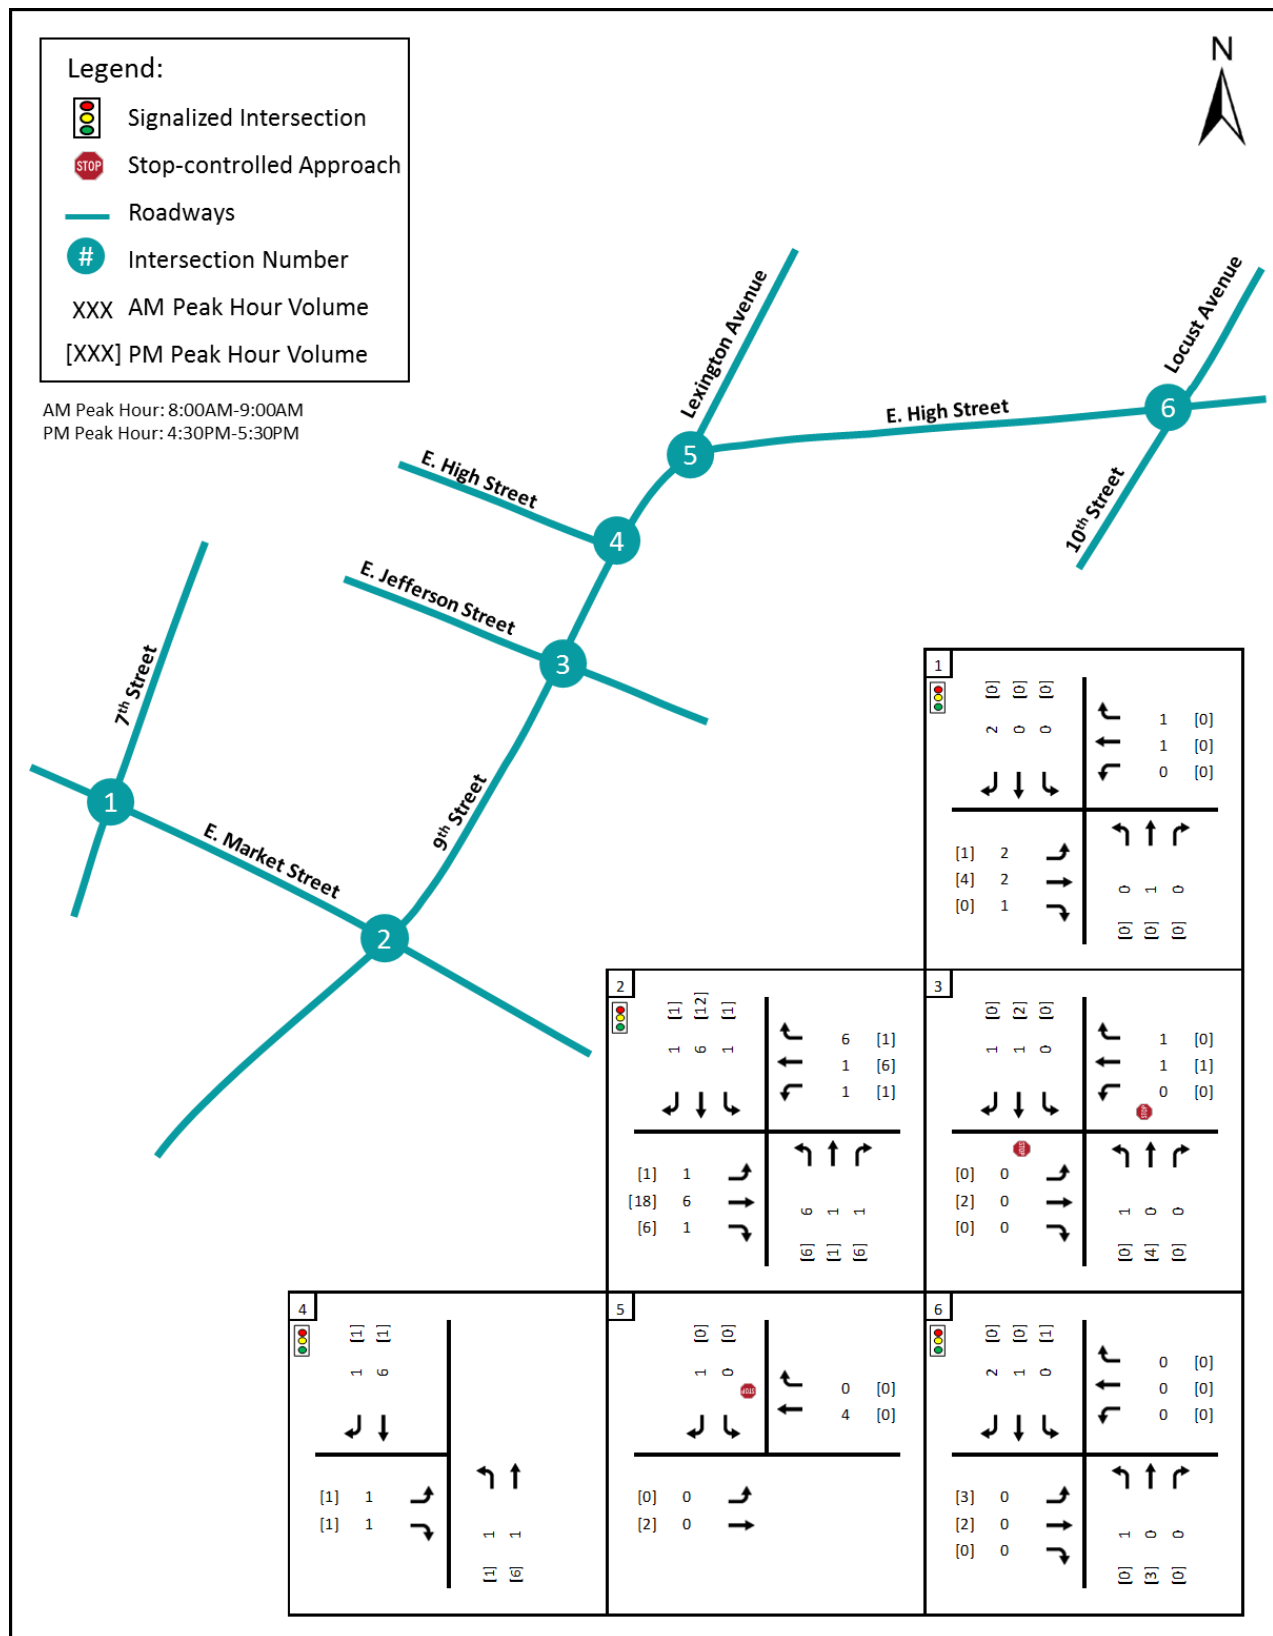 N
Legend:
Signalized Intersection
STOP Stop-controlled Approach
Roadways
# Intersection Number
XXX AM Peak Hour Volume
[XXX] PM Peak Hour Volume
AM Peak Hour: 8:00AM-9:00AM
PM Peak Hour: 4:30PM-5:30PM
Lexington Avenue
Locust Avenue
E. High Street
6
5
E. High Street
10th Street
4
E. Jefferson Street
3
7th Street
1
E. Market Street
9th Street
2
1
[0] [0] [0]
2 0 0
1 [0]
1 [0]
0 [0]
[1] 2
[4] 2
[0] 1
0 1 0
[0] [0] [0]
2
[1] [12] [1]
1 6 1
6 [1]
1 [6]
1 [1]
[1] 1
[18] 6
[6] 1
6 1 1
[6] [1] [6]
3
[0] [2] [0]
1 1 0
1 [0]
1 [1]
0 [0]
STOP
STOP
[0] 0
[2] 0
[0] 0
1 0 0
[0] [4] [0]
4
[1] [1]
1 6
[1] 1
[1] 1
1 1
[1] [6]
5
[0] [0]
1 0
STOP
0 [0]
4 [0]
[0] 0
[2] 0
6
[0] [0] [1]
2 1 0
0 [0]
0 [0]
0 [0]
[3] 0
[2] 0
[0] 0
1 0 0
[0] [3] [0]